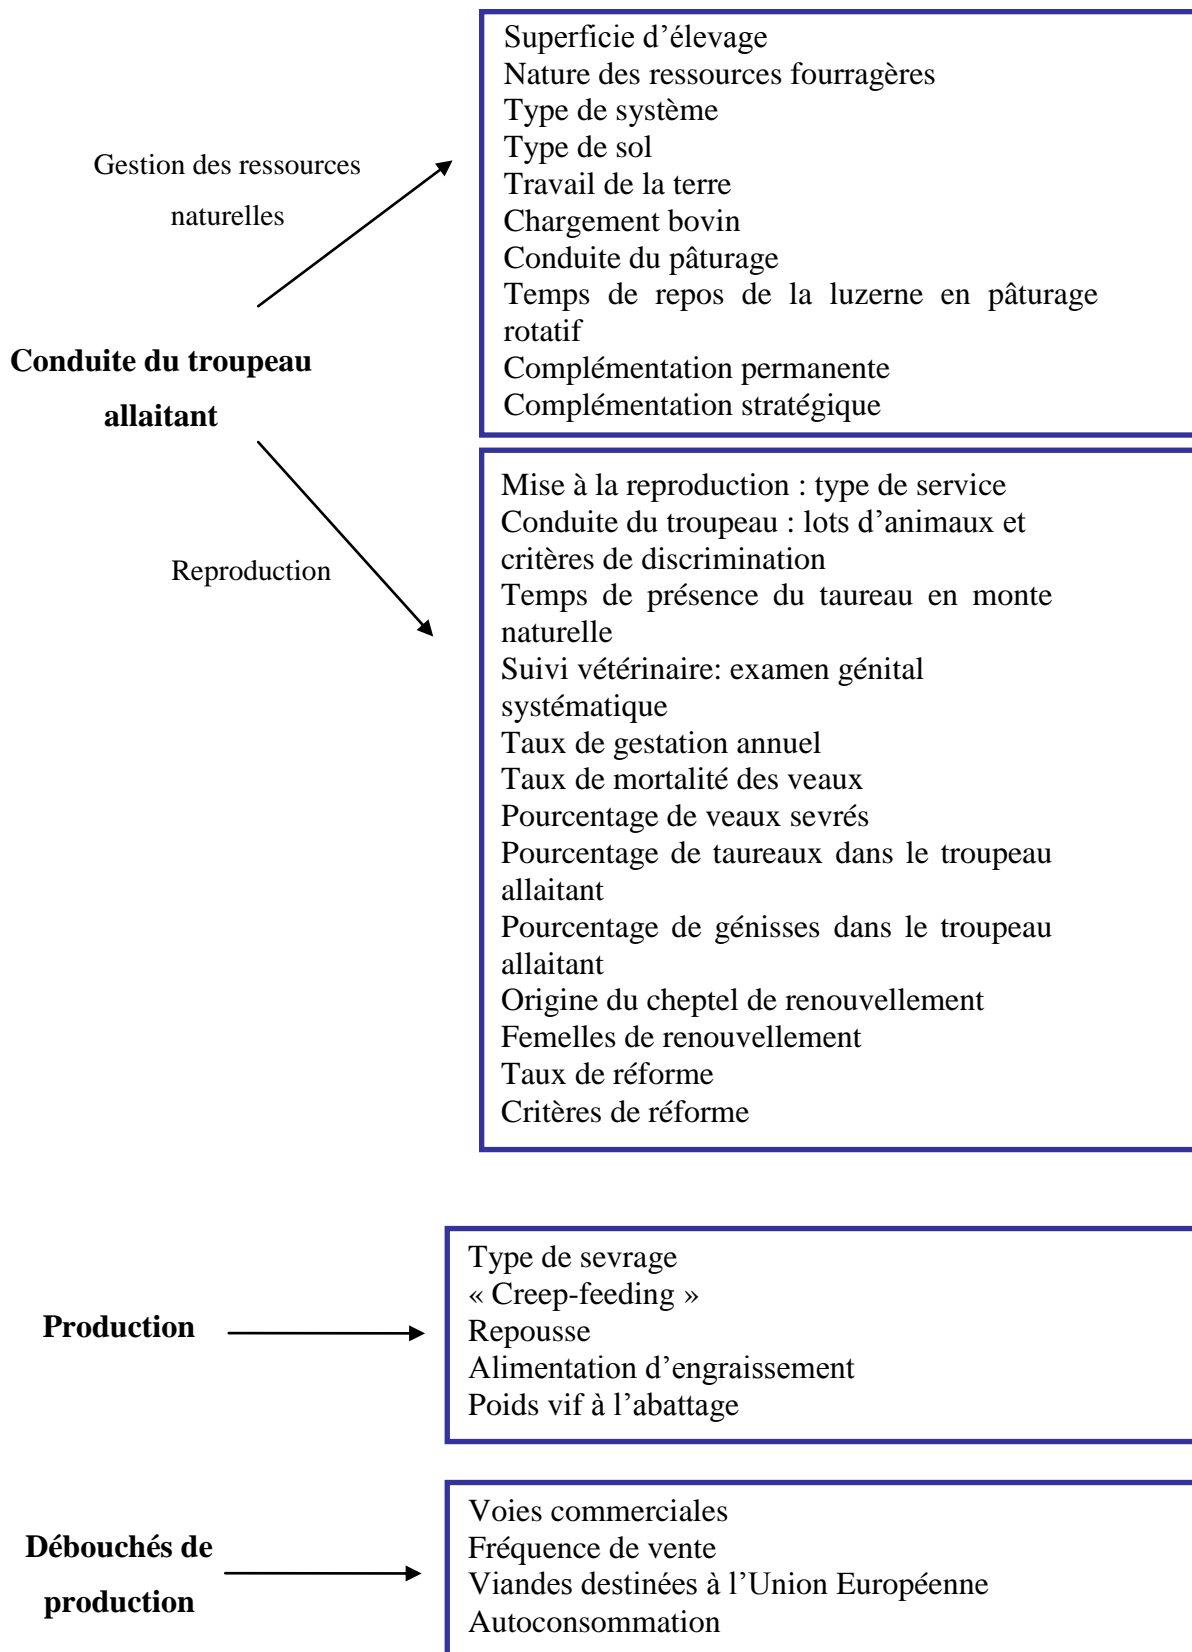 Gestion des ressources
naturelles
Superficie d’élevage
Nature des ressources fourragères
Type de système
Type de sol
Travail de la terre
Chargement bovin
Conduite du pâturage
Temps de repos de la luzerne en pâturage
rotatif
Complémentation permanente
Complémentation stratégique
Conduite du troupeau
allaitant
Reproduction
Mise à la reproduction : type de service
Conduite du troupeau : lots d’animaux et
critères de discrimination
Temps de présence du taureau en monte
naturelle
Suivi vétérinaire: examen génital
systématique
Taux de gestation annuel
Taux de mortalité des veaux
Pourcentage de veaux sevrés
Pourcentage de taureaux dans le troupeau
allaitant
Pourcentage de génisses dans le troupeau
allaitant
Origine du cheptel de renouvellement
Femelles de renouvellement
Taux de réforme
Critères de réforme
Production
Type de sevrage
« Creep-feeding »
Repousse
Alimentation d’engraissement
Poids vif à l’abattage
Débouchés de
production
Voies commerciales
Fréquence de vente
Viandes destinées à l’Union Européenne
Autoconsommation